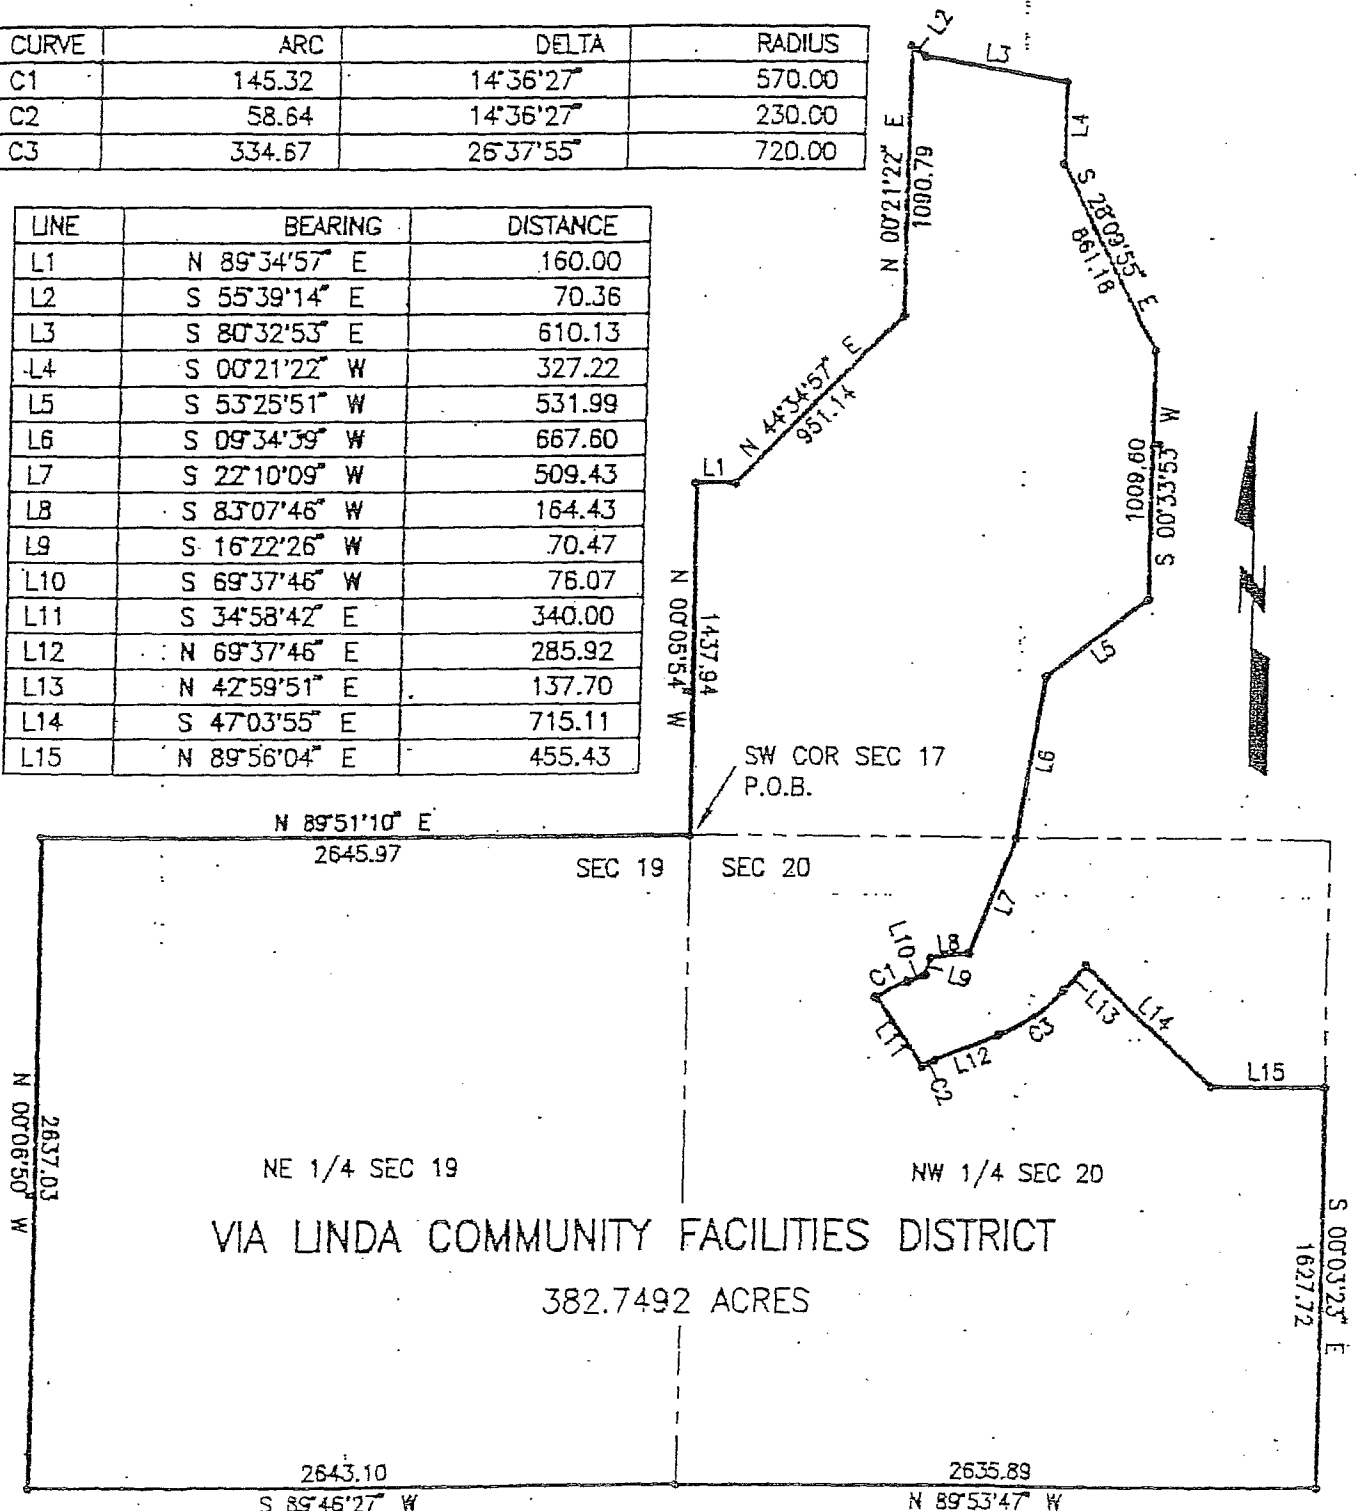 CURVE ARC DELTA RADIUS
C1 145.32 14°36'27" 570.00
C2 58.64 14°36'27" 230.00
C3 334.67 26°37'55" 720.00
LINE BEARING DISTANCE
L1 N 89°34'57" E 160.00
L2 S 55°39'14" E 70.36
L3 S 80°32'53" E 610.13
L4 S 00°21'22" W 327.22
L5 S 53°25'51" W 531.99
L6 S 09°34'39" W 667.60
L7 S 22°10'09" W 509.43
L8 S 83°07'46" W 164.43
L9 S 16°22'26" W 70.47
L10 S 69°37'46" W 76.07
L11 S 34°58'42" E 340.00
L12 N 69°37'46" E 285.92
L13 N 42°59'51" E 137.70
L14 S 47°03'55" E 715.11
L15 N 89°56'04" E 455.43
L2
L3
L4
N 00°21'22" E
1090.79
S 28°09'55" E
861.18
N 44°34'57" E
951.14
L1
1009.60
S 00°33'53" W
N 00°05'54" W
1437.94
L5
L6
N
SW COR SEC 17
P.O.B.
N 89°51'10" E
2645.97
SEC 19
SEC 20
L7
L8
L9
L10
C1
L11
C2
L12
C3
L13
L14
L15
N 00°06'50" W
2637.03
NE 1/4 SEC 19
NW 1/4 SEC 20
S 00°03'23" E
1627.72
VIA LINDA COMMUNITY FACILITIES DISTRICT
382.7492 ACRES
2643.10
S 89°46'27" W
2635.89
N 89°53'47" W